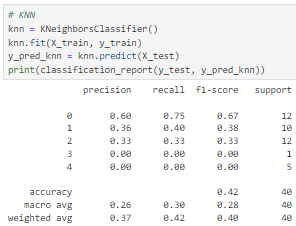 # KNN
knn = KNeighborsClassifier()
knn.fit(X_train, y_train)
y_pred_knn = knn.predict(X_test)
print(classification_report(y_test, y_pred_knn))
precision recall f1-score support
0 0.60 0.75 0.67 12
1 0.36 0.40 0.38 10
2 0.33 0.33 0.33 12
3 0.00 0.00 0.00 1
4 0.00 0.00 0.00 5
accuracy 0.42 40
macro avg 0.26 0.30 0.28 40
weighted avg 0.37 0.42 0.40 40